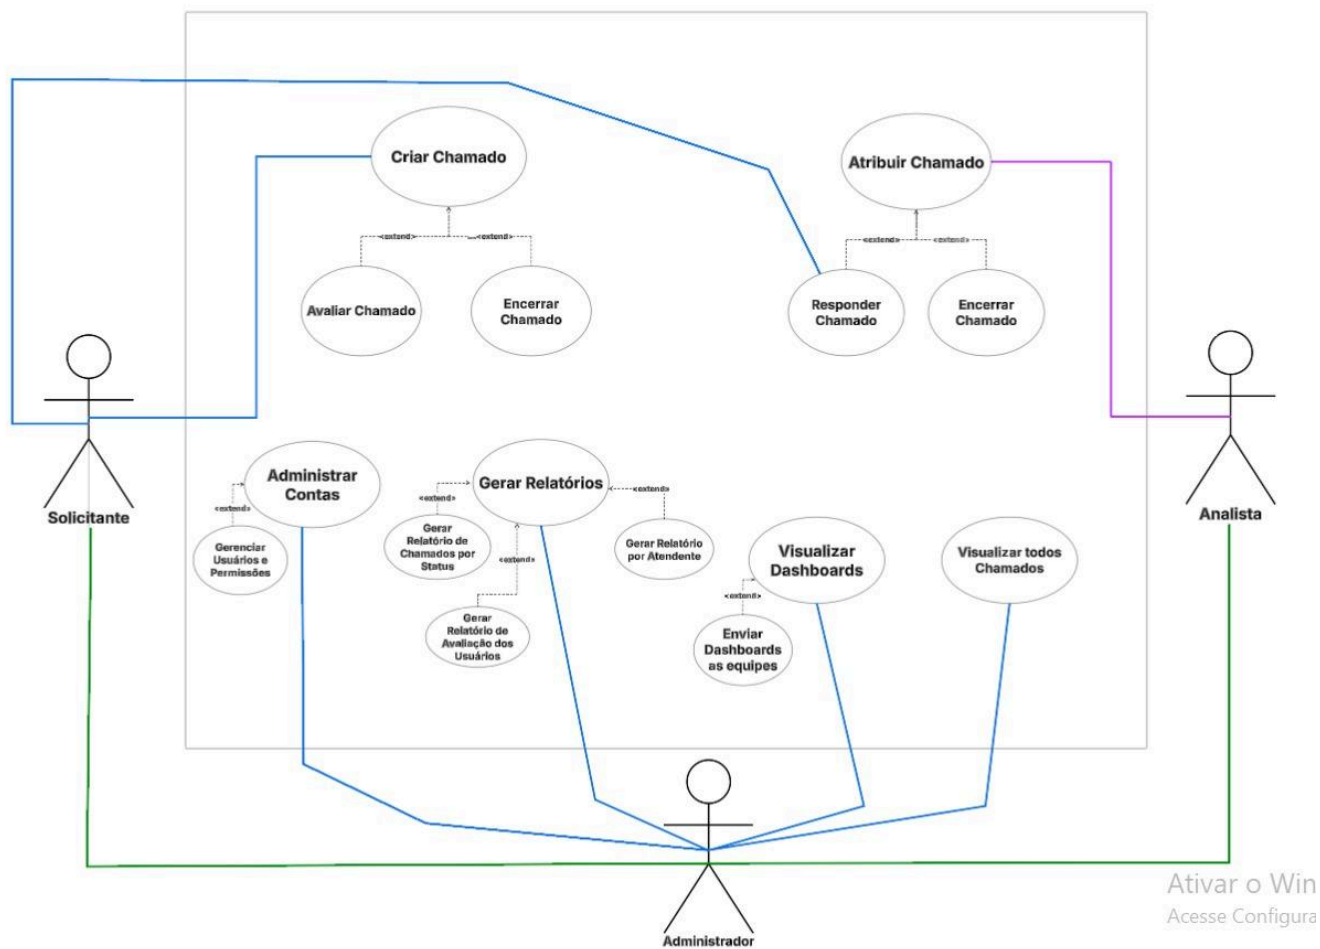 Criar Chamado
Atribuir Chamado
<extend>
<extend>
<extend>
<extend>
Avaliar Chamado
Encerrar
Chamado
Responder
Chamado
Encerrar
Chamado
Solicitante
Analista
Administrar
Contas
<extend>
Gerenciar
Usuários e
Permissões
Gerar Relatórios
<extend>
<extend>
<extend>
Gerar
Relatório de
Chamados por
Status
Gerar Relatório
por Atendente
Gerar
Relatório de
Avaliação dos
Usuários
Visualizar
Dashboards
<extend>
Enviar
Dashboards
as equipes
Visualizar todos
Chamados
Administrador
Ativar o Win
Acesse Configura